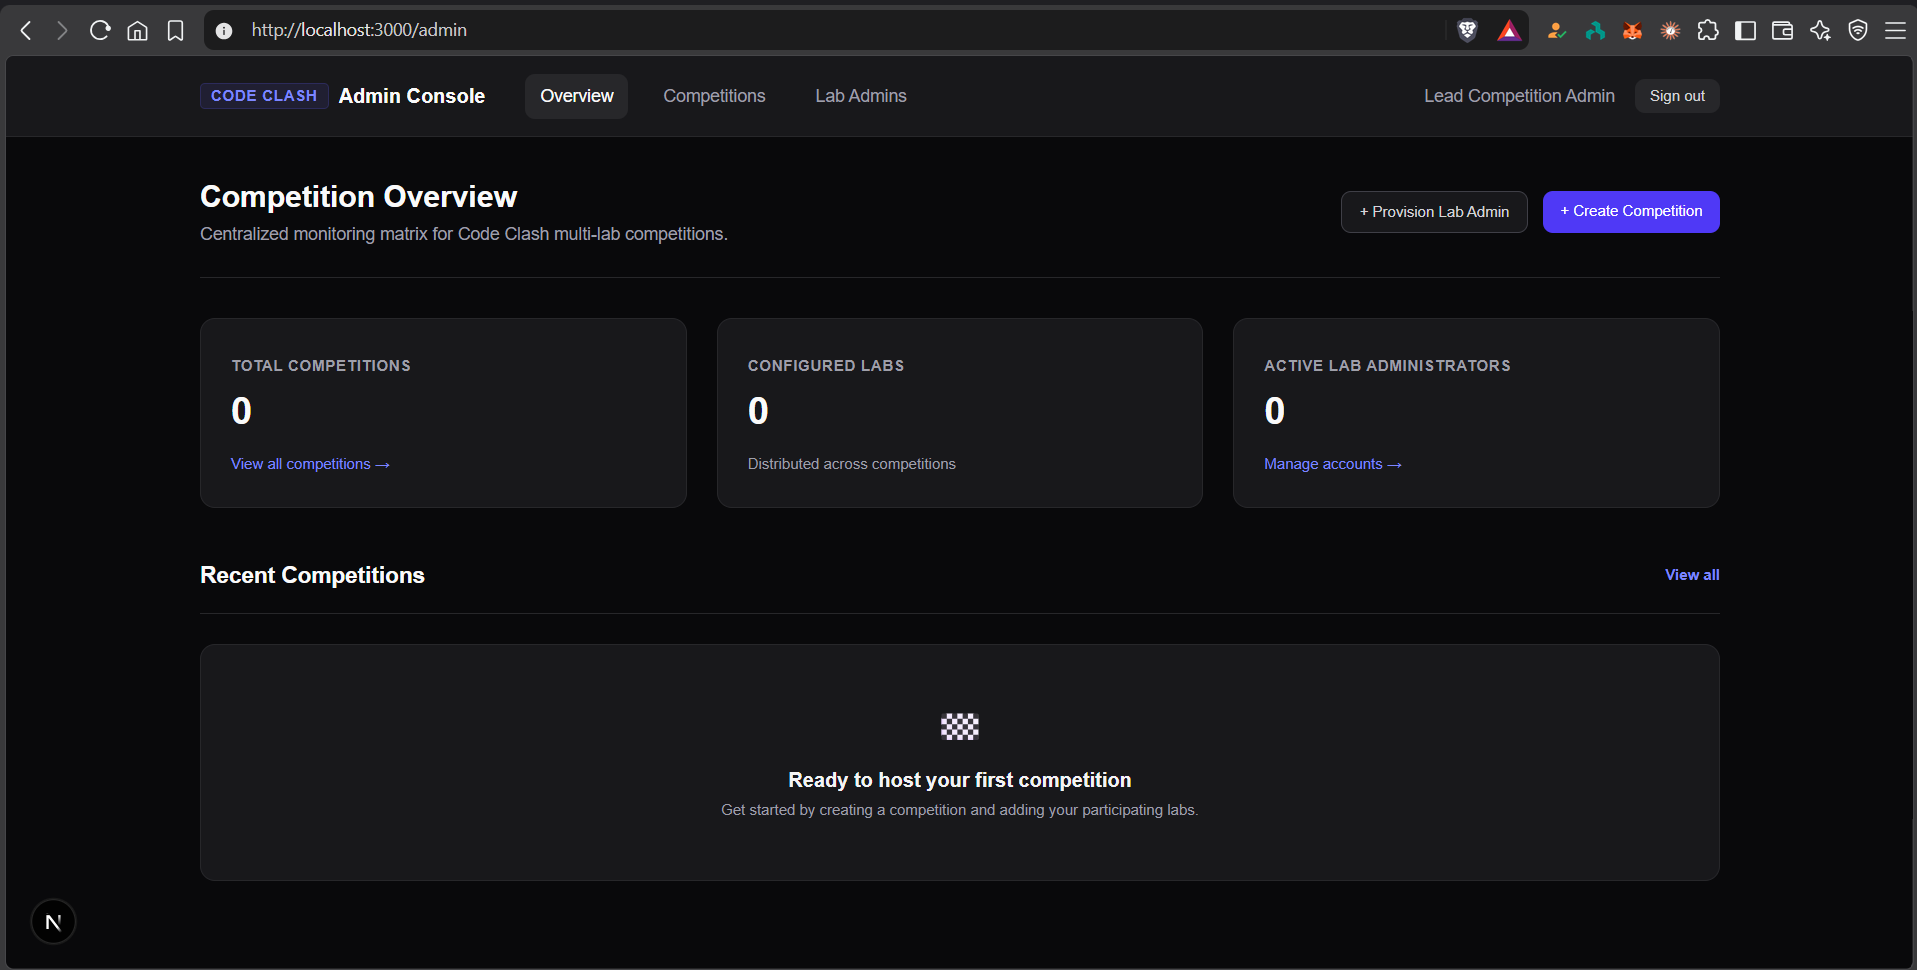 http://localhost:3000/admin
CODE CLASH Admin Console Overview Competitions Lab Admins Lead Competition Admin Sign out
Competition Overview
Centralized monitoring matrix for Code Clash multi-lab competitions.
+ Provision Lab Admin
+ Create Competition
TOTAL COMPETITIONS
0
View all competitions →
CONFIGURED LABS
0
Distributed across competitions
ACTIVE LAB ADMINISTRATORS
0
Manage accounts →
Recent Competitions
View all
Ready to host your first competition
Get started by creating a competition and adding your participating labs.
N